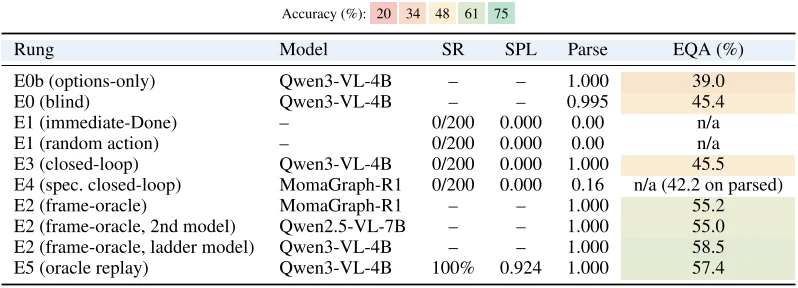 Accuracy (%): 20 34 48 61 75
Rung Model SR SPL Parse EQA (%)
E0b (options-only) Qwen3-VL-4B – – 1.000 39.0
E0 (blind) Qwen3-VL-4B – – 0.995 45.4
E1 (immediate-Done) – 0/200 0.000 0.00 n/a
E1 (random action) – 0/200 0.000 0.00 n/a
E3 (closed-loop) Qwen3-VL-4B 0/200 0.000 1.000 45.5
E4 (spec. closed-loop) MomaGraph-R1 0/200 0.000 0.16 n/a (42.2 on parsed)
E2 (frame-oracle) MomaGraph-R1 – – 1.000 55.2
E2 (frame-oracle, 2nd model) Qwen2.5-VL-7B – – 1.000 55.0
E2 (frame-oracle, ladder model) Qwen3-VL-4B – – 1.000 58.5
E5 (oracle replay) Qwen3-VL-4B 100% 0.924 1.000 57.4